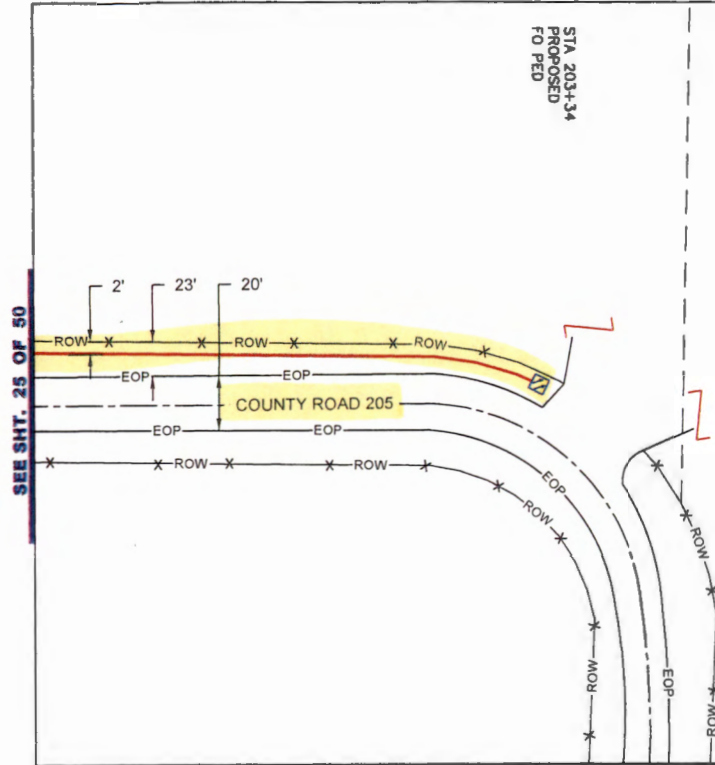 STA 203+34
PROPOSED
FO PED
2' 23' 20'
SEE SHT. 25 OF 50
ROW ROW ROW
EOP EOP
COUNTY ROAD 205
EOP EOP EOP
ROW ROW ROW ROW
ROW
EOP
ROW